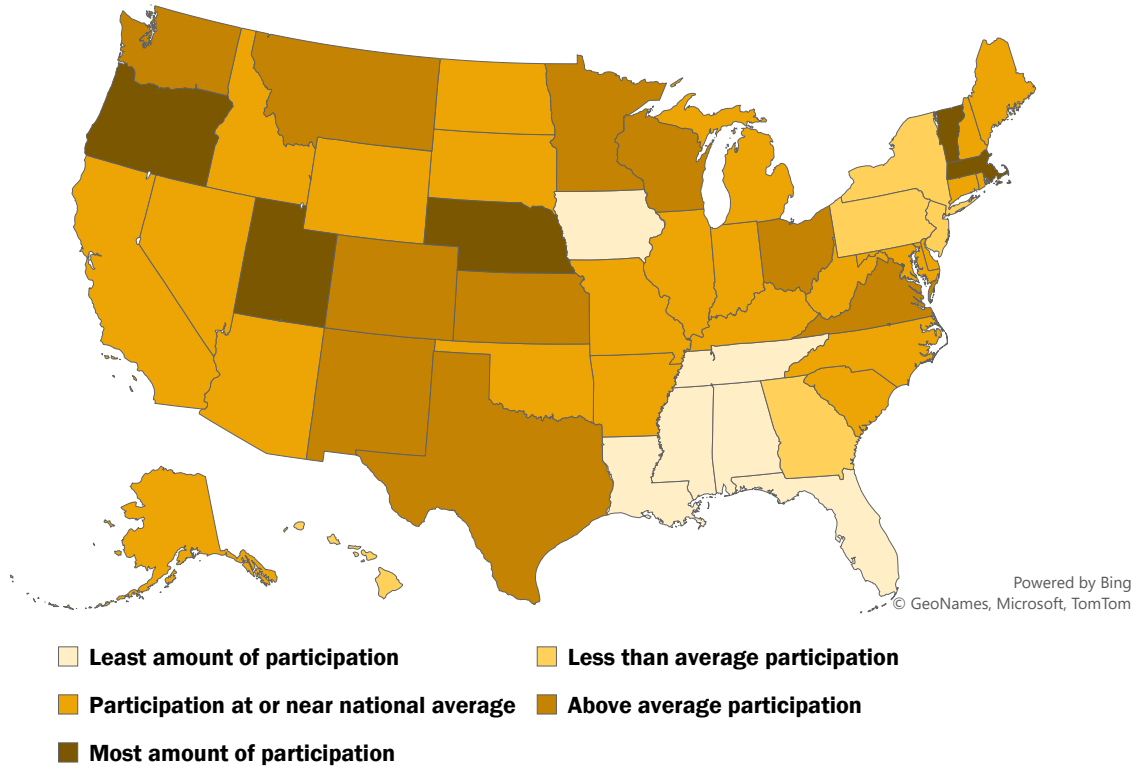 Powered by Bing
© GeoNames, Microsoft, TomTom
Least amount of participation
Less than average participation
Participation at or near national average
Above average participation
Most amount of participation